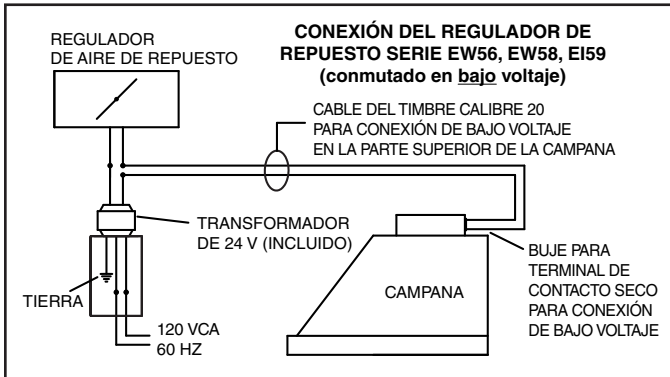 CONEXIÓN DEL REGULADOR DE
REPUESTO SERIE EW56, EW58, EI59
(conmutado en bajo voltaje)
REGULADOR
DE AIRE DE REPUESTO
CABLE DEL TIMBRE CALIBRE 20
PARA CONEXIÓN DE BAJO VOLTAJE
EN LA PARTE SUPERIOR DE LA CAMPANA
TRANSFORMADOR
DE 24 V (INCLUIDO)
TIERRA
120 VCA
60 HZ
CAMPANA
BUJE PARA
TERMINAL DE
CONTACTO SECO
PARA CONEXIÓN
DE BAJO VOLTAJE